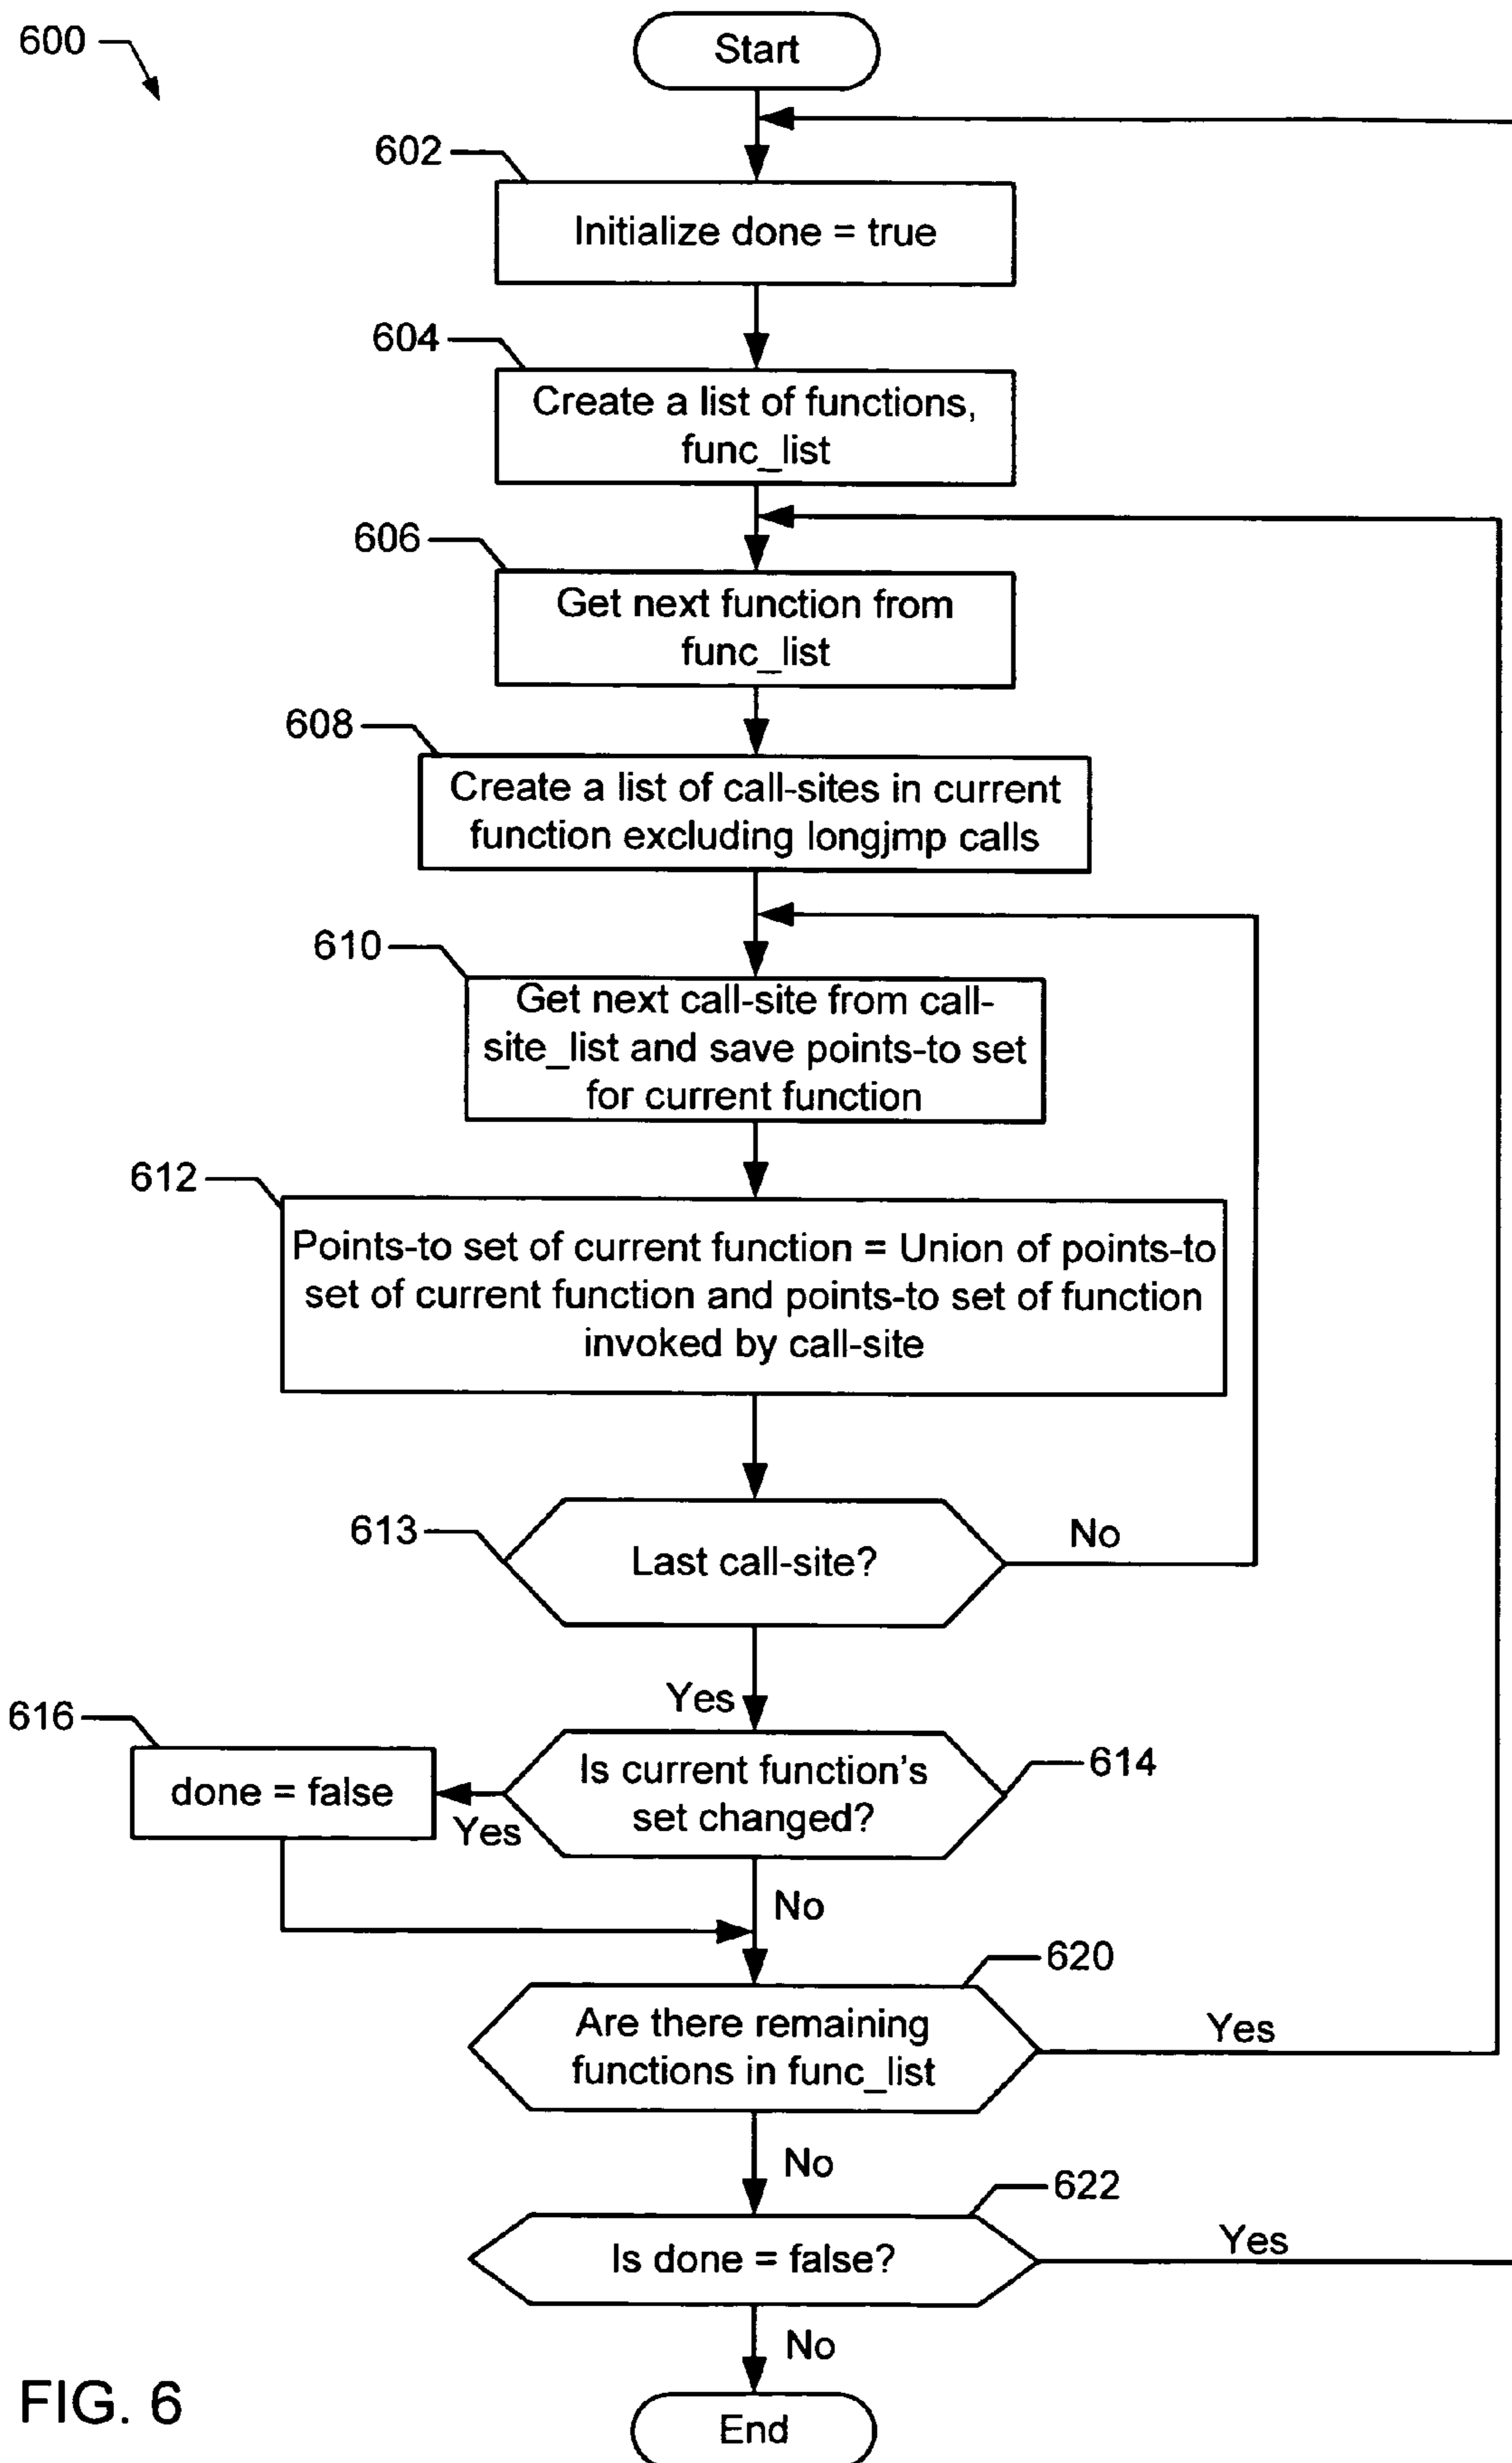 600
Start
602
Initialize done = true
604
Create a list of functions,
func_list
606
Get next function from
func_list
608
Create a list of call-sites in current
function excluding longjmp calls
610
Get next call-site from call-
site_list and save points-to set
for current function
612
Points-to set of current function = Union of points-to
set of current function and points-to set of function
invoked by call-site
613
Last call-site?
No
Yes
616
done = false
Yes
Is current function's
set changed?
614
No
620
Are there remaining
functions in func_list
Yes
No
622
Is done = false?
Yes
No
End
FIG. 6